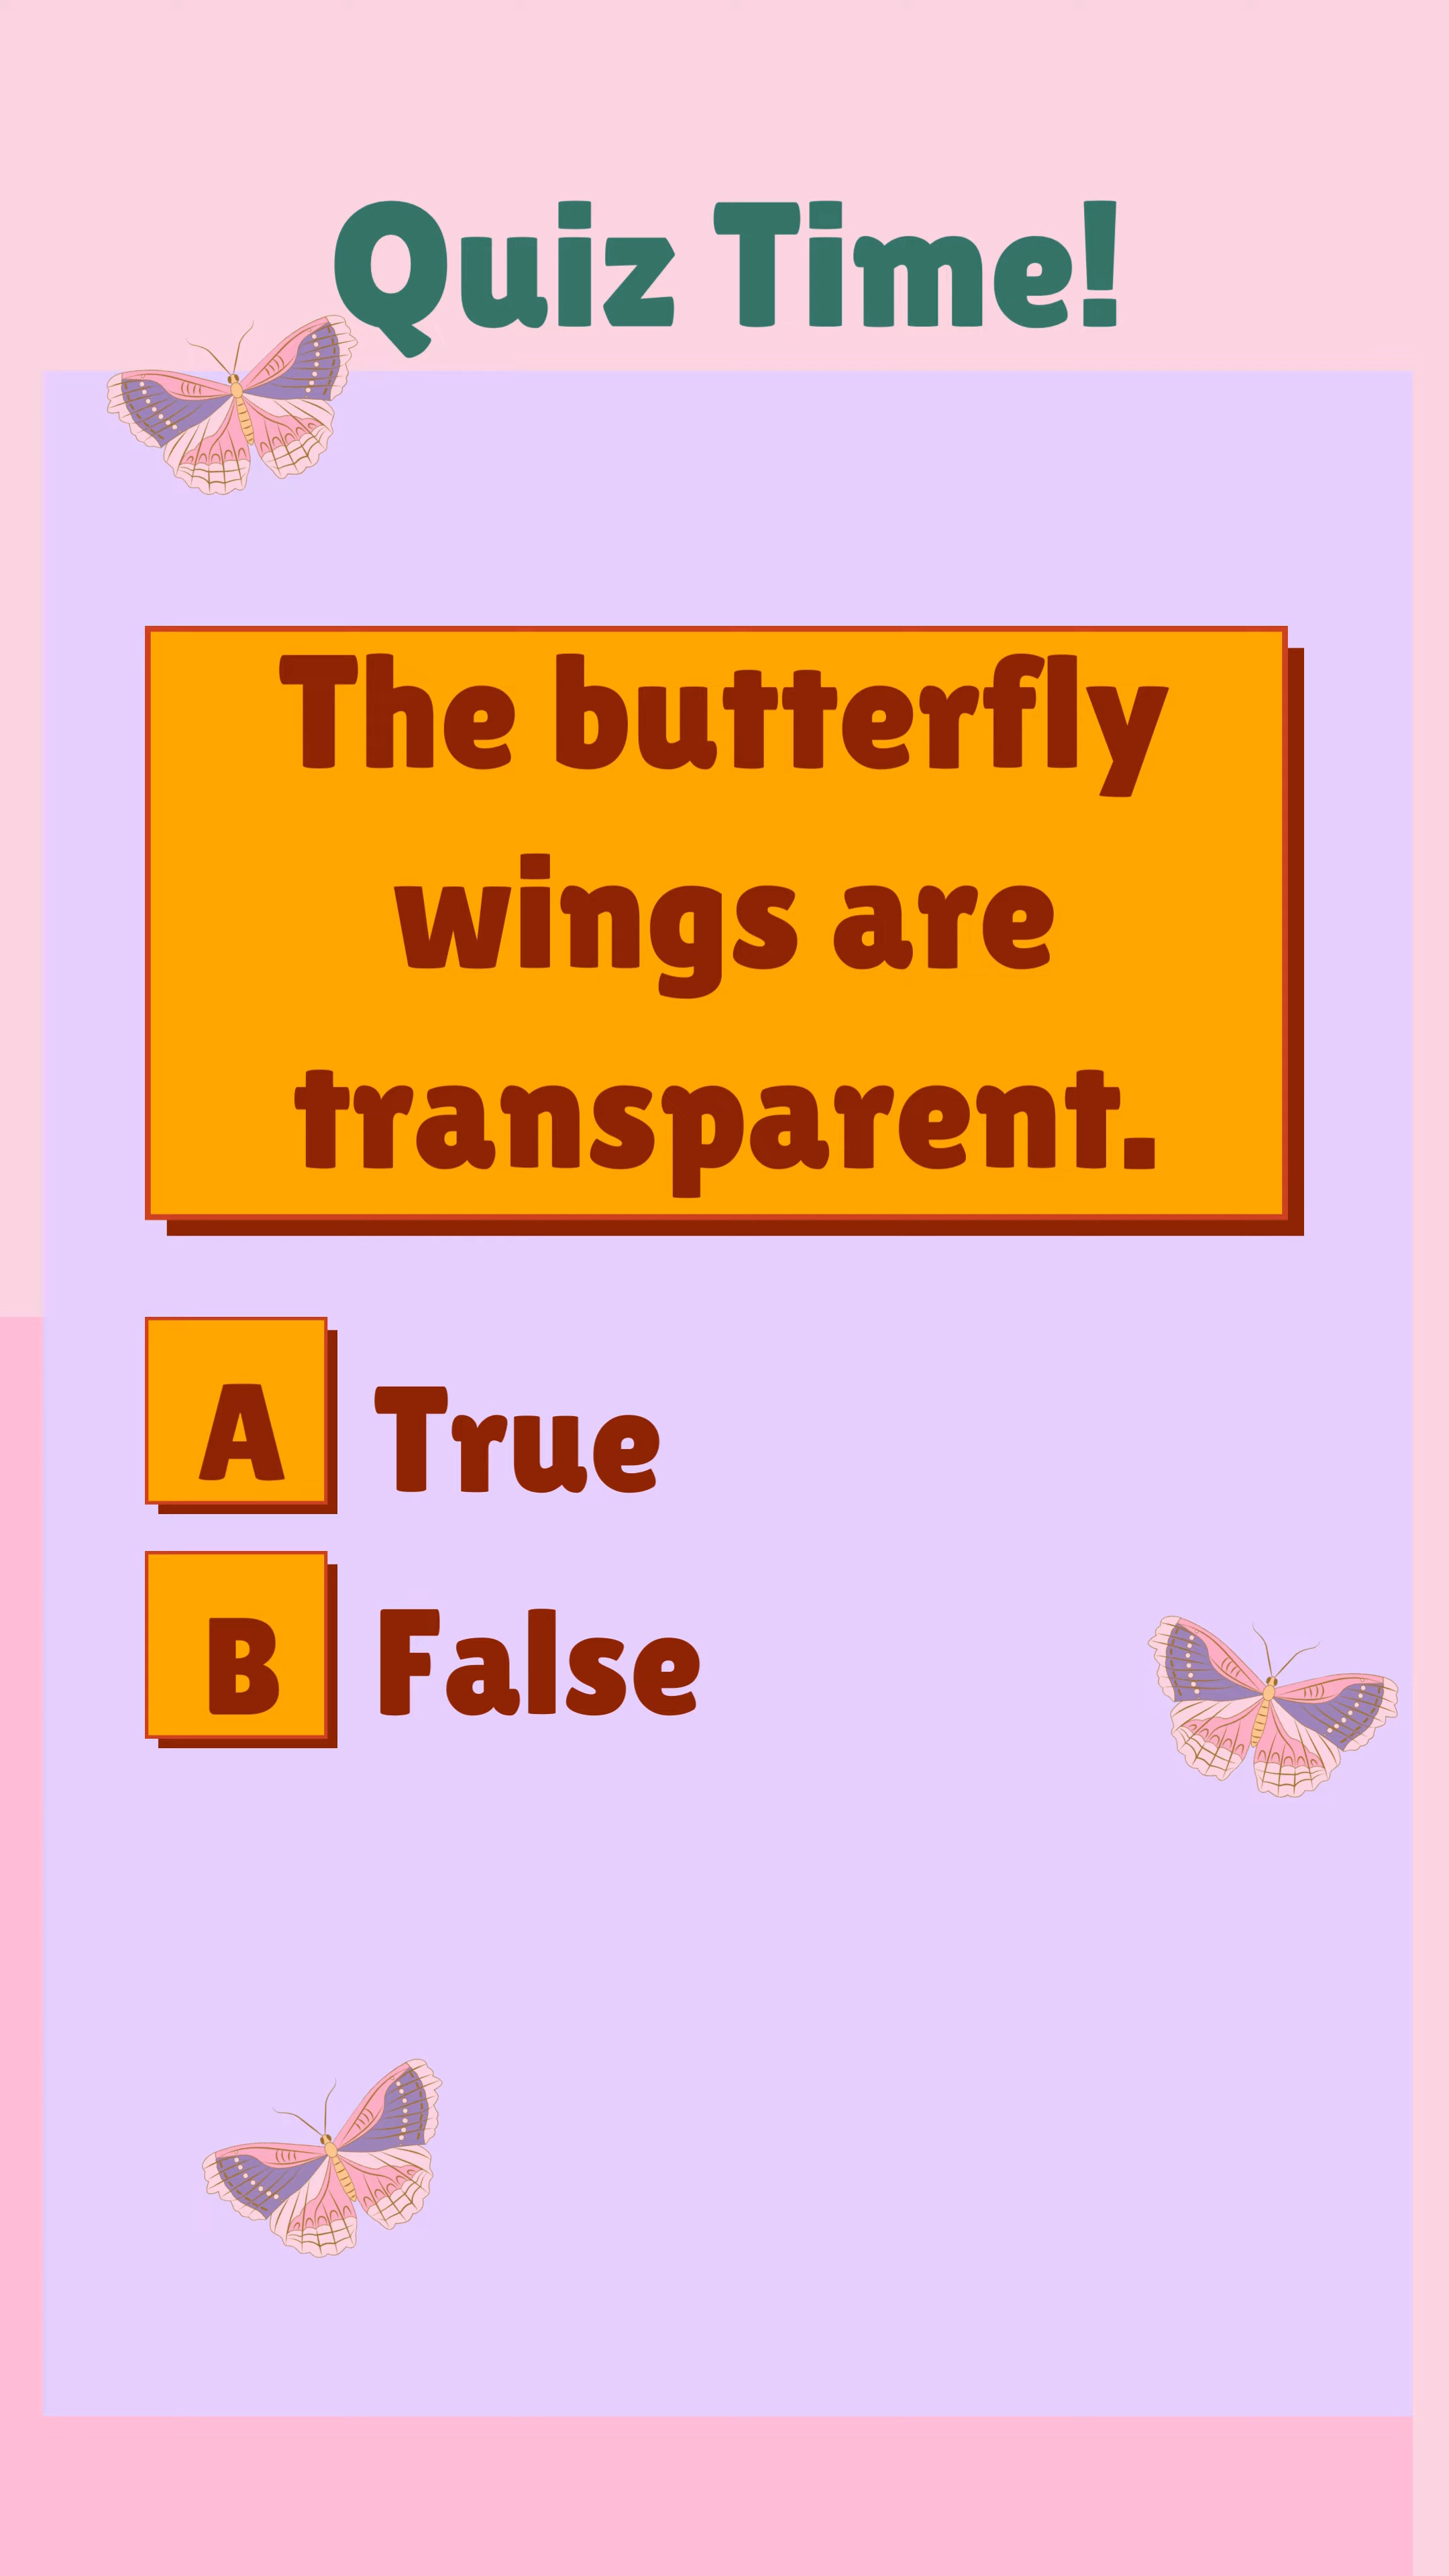 Quiz Time!
The butterfly
wings are
transparent.
A True
B False